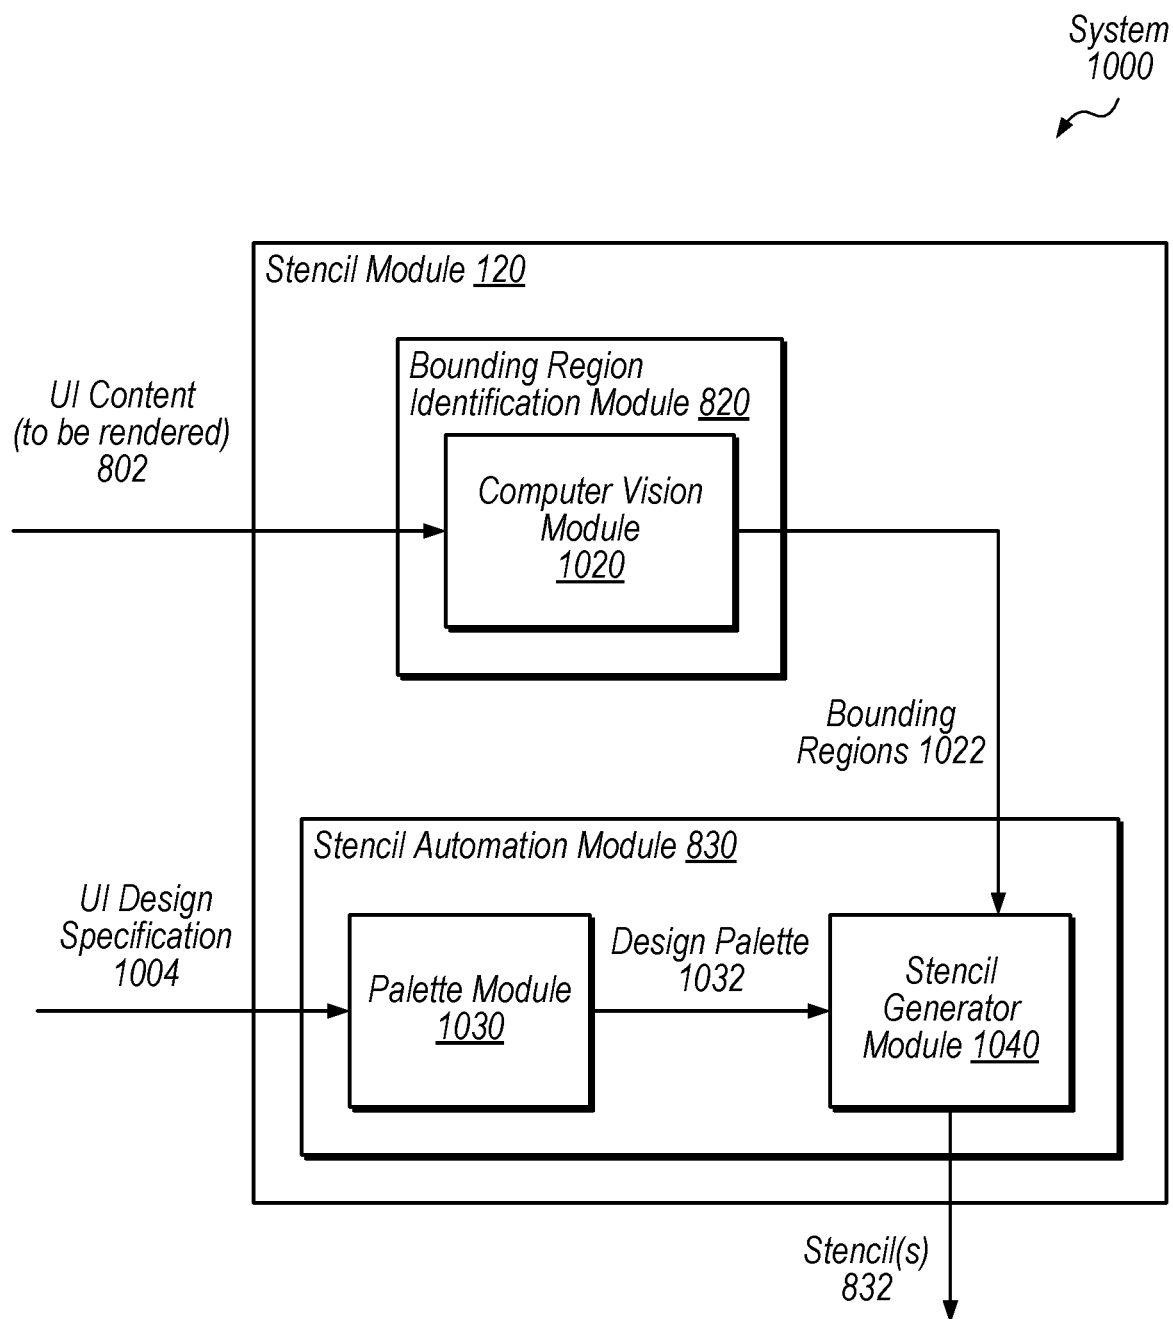 System
1000
Stencil Module 120
Bounding Region
Identification Module 820
UI Content
(to be rendered)
802
Computer Vision
Module
1020
Bounding
Regions 1022
Stencil Automation Module 830
UI Design
Specification
1004
Palette Module
1030
Design Palette
1032
Stencil
Generator
Module 1040
Stencil(s)
832